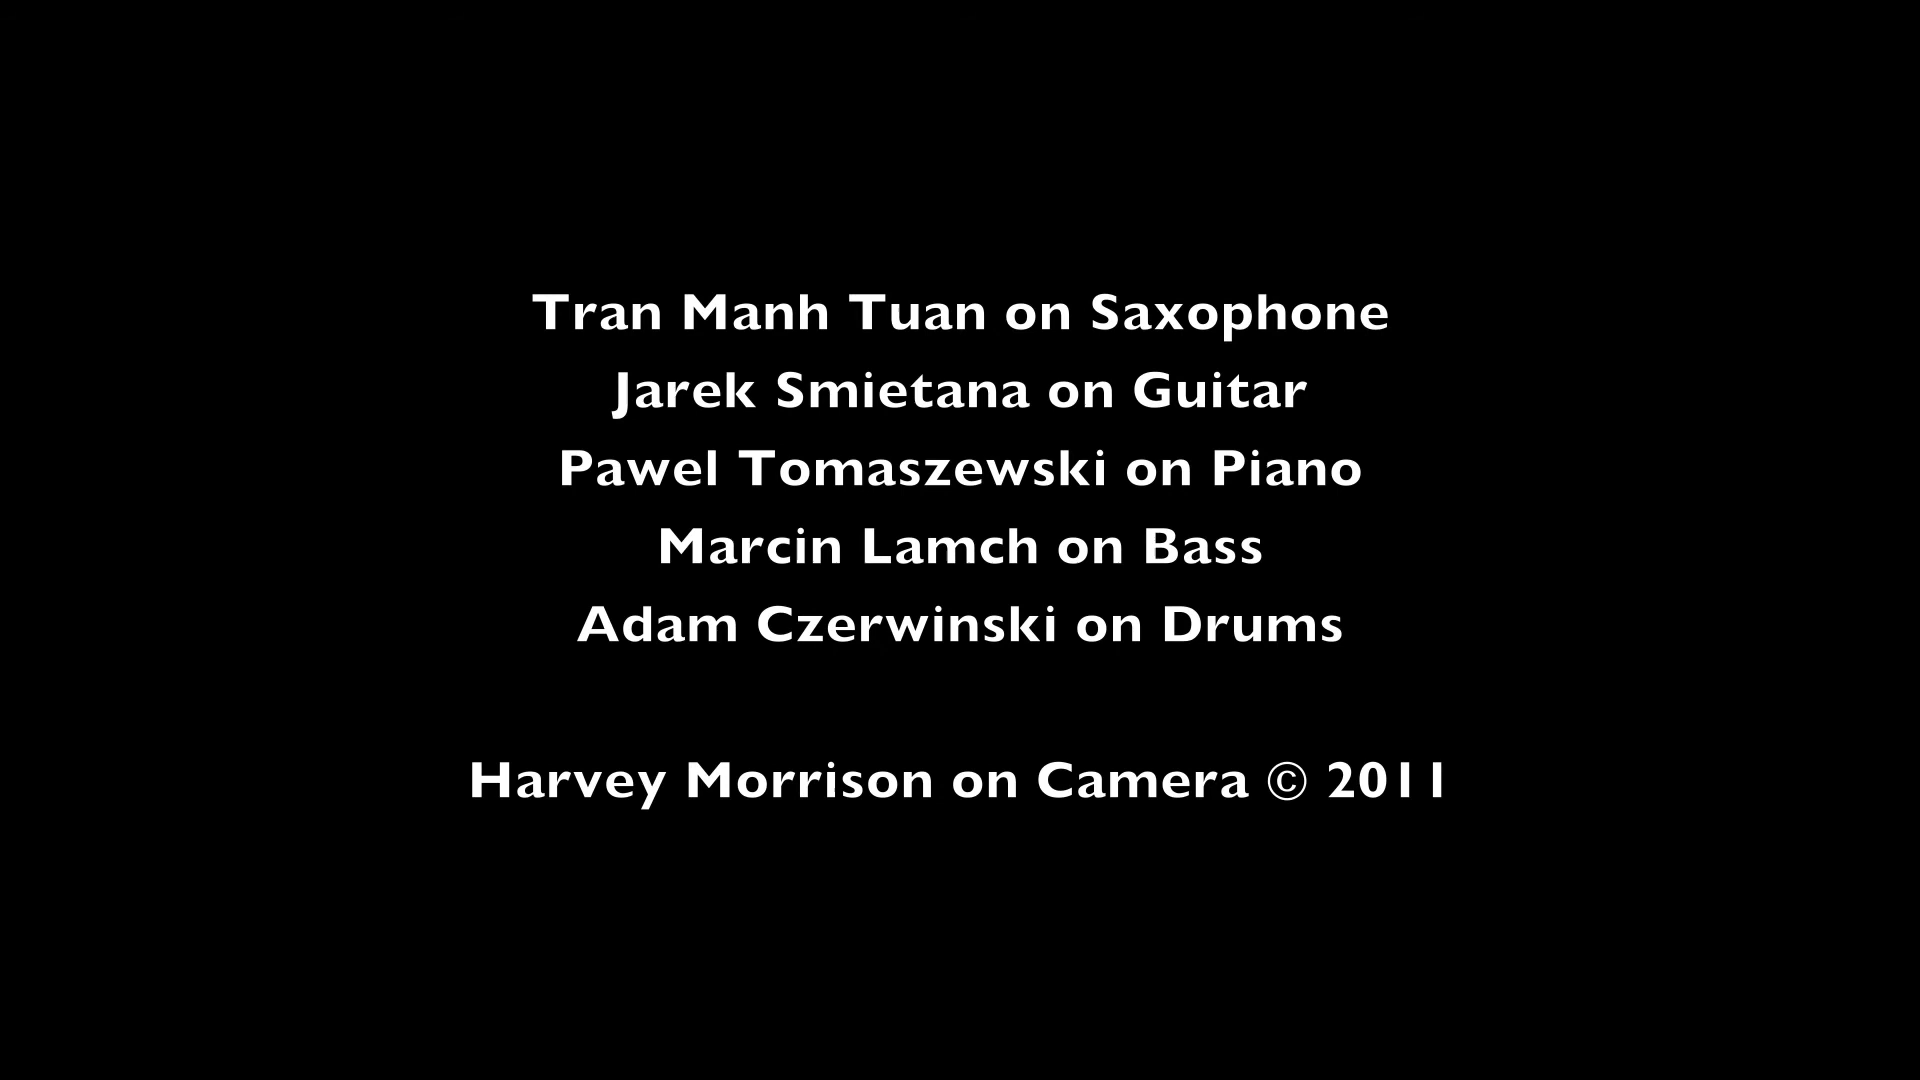 Tran Manh Tuan on Saxophone
Jarek Smietana on Guitar
Pawel Tomaszewski on Piano
Marcin Lamch on Bass
Adam Czerwinski on Drums
Harvey Morrison on Camera © 2011